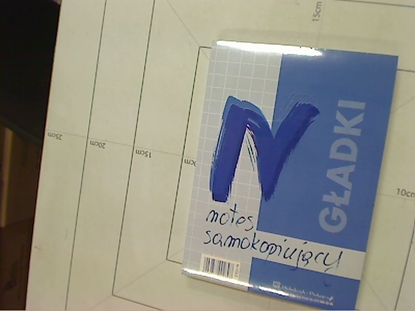 N
notes
samokopiujący
GŁADKI
15cm
25cm
20cm
15cm
10cm